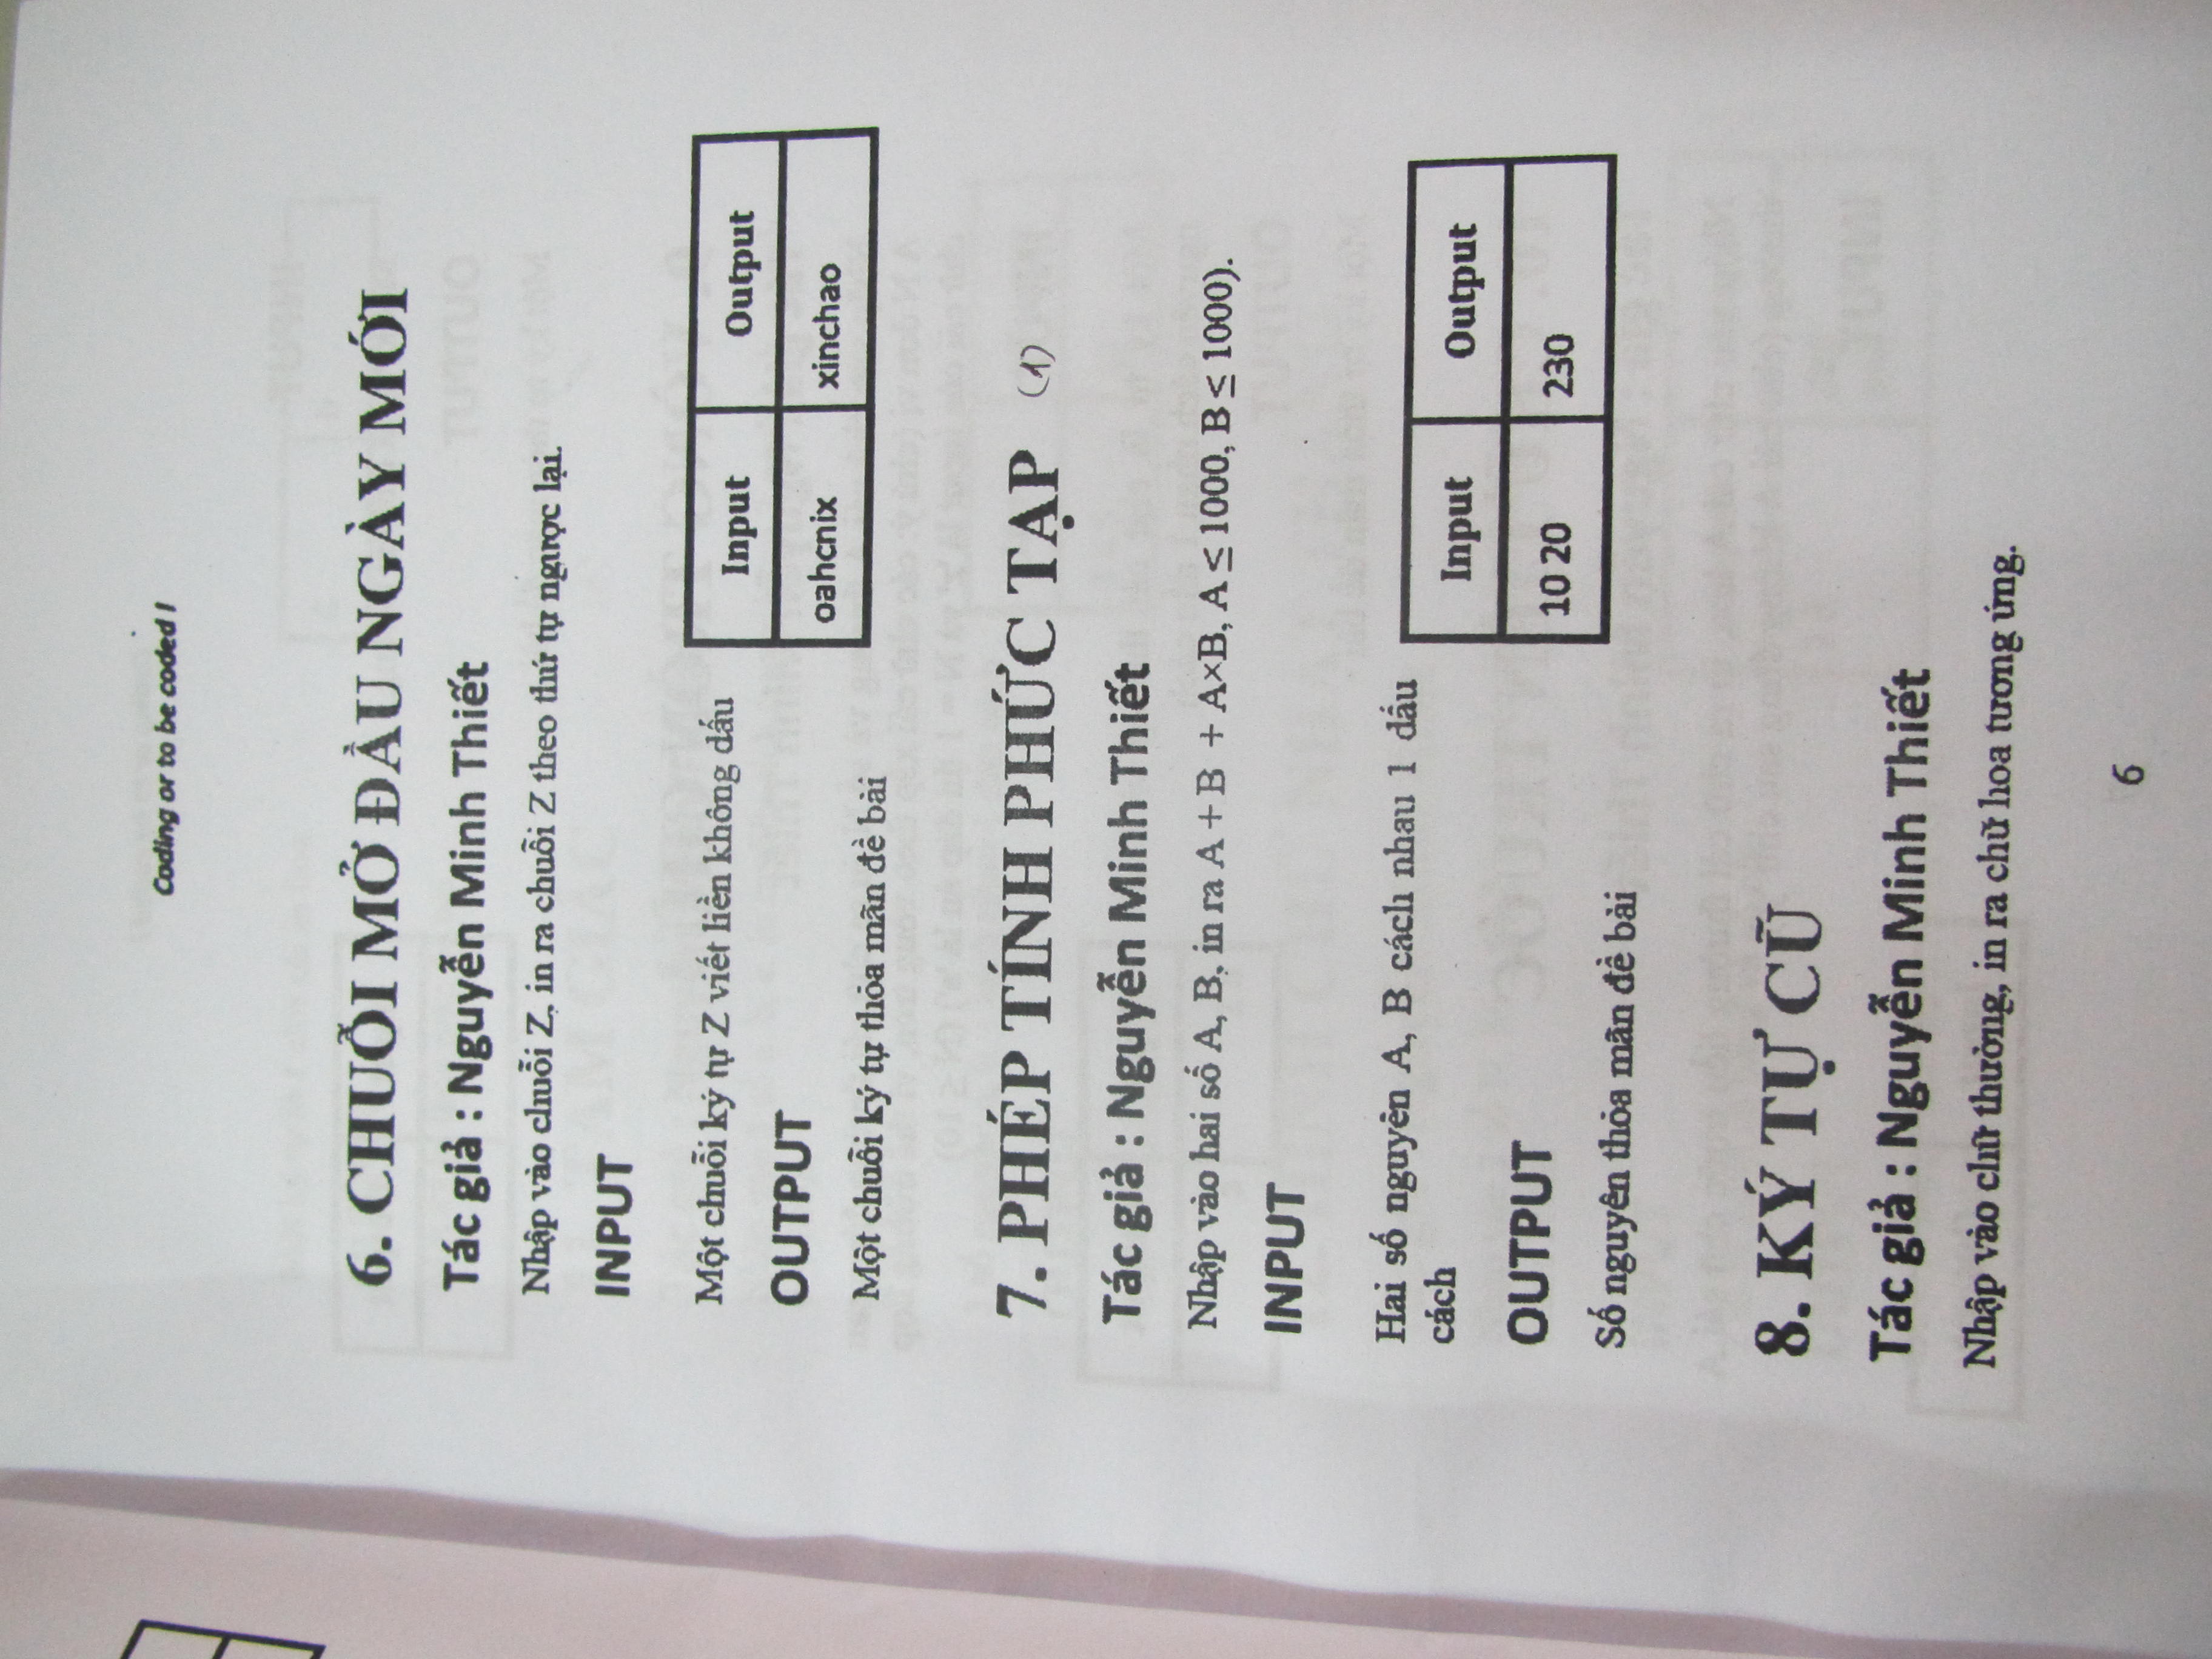 Coding or to be coded !
6. CHUỖI MỞ ĐẦU NGÀY MỚI
Tác giả : Nguyễn Minh Thiết
Nhập vào chuỗi Z, in ra chuỗi Z theo thứ tự ngược lại.
INPUT
Một chuỗi ký tự Z viết liền không dấu
OUTPUT
Một chuỗi ký tự thỏa mãn đề bài
Input Output
oahcnix xinchao
7. PHÉP TÍNH PHỨC TẠP (1)
Tác giả : Nguyễn Minh Thiết
Nhập vào hai số A, B, in ra A + B + A×B, A ≤ 1000, B ≤ 1000).
INPUT
Hai số nguyên A, B cách nhau 1 dấu
cách
OUTPUT
Số nguyên thỏa mãn đề bài
Input Output
10 20 230
8. KÝ TỰ CŨ
Tác giả : Nguyễn Minh Thiết
Nhập vào chữ thường, in ra chữ hoa tương ứng.
6